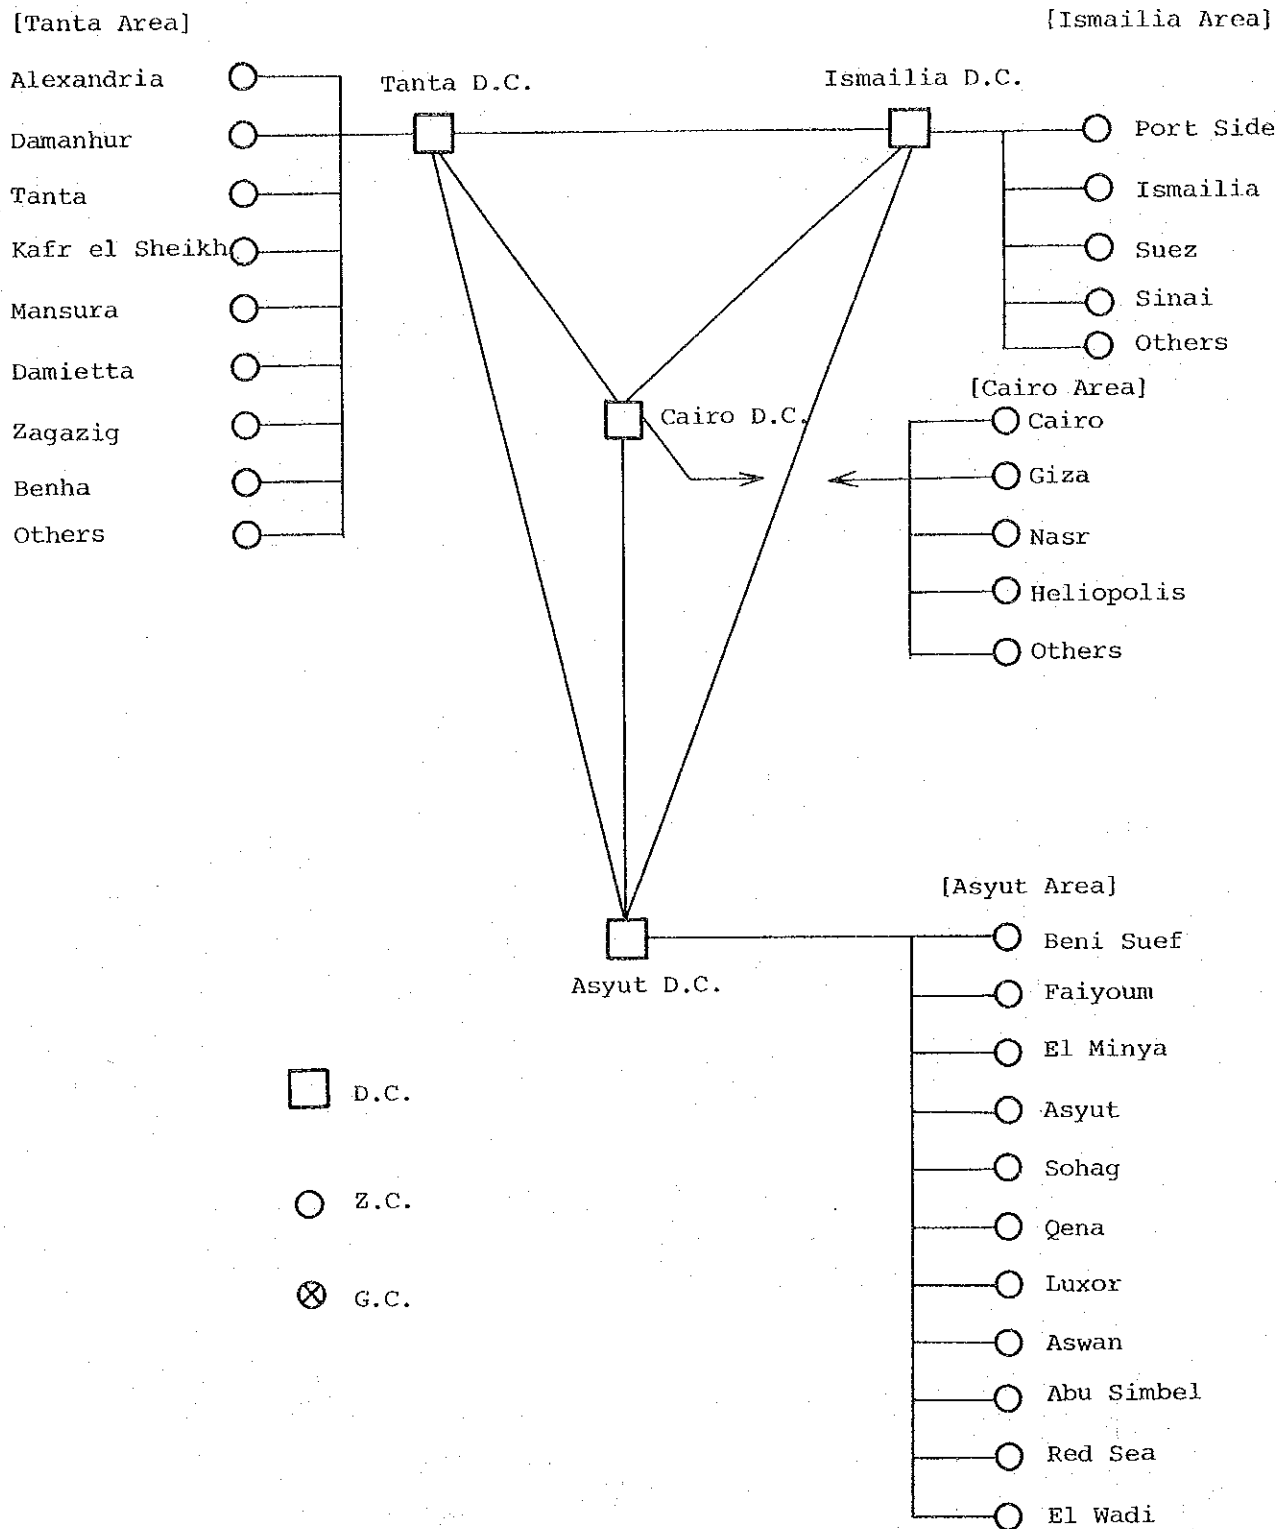 [Tanta Area]
Alexandria
Damanhur
Tanta
Kafr el Sheikh
Mansura
Damietta
Zagazig
Benha
Others
Tanta D.C.
Ismailia D.C.
[Ismailia Area]
Port Side
Ismailia
Suez
Sinai
Others
Cairo D.C.
[Cairo Area]
Cairo
Giza
Nasr
Heliopolis
Others
Asyut D.C.
[Asyut Area]
Beni Suef
Faiyoum
El Minya
Asyut
Sohag
Qena
Luxor
Aswan
Abu Simbel
Red Sea
El Wadi
D.C.
Z.C.
G.C.